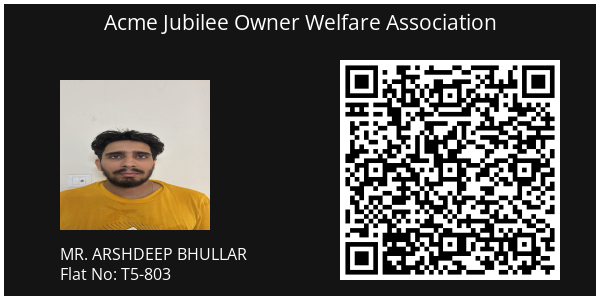 Acme Jubilee Owner Welfare Association
MR. ARSHDEEP BHULLAR
Flat No: T5-803